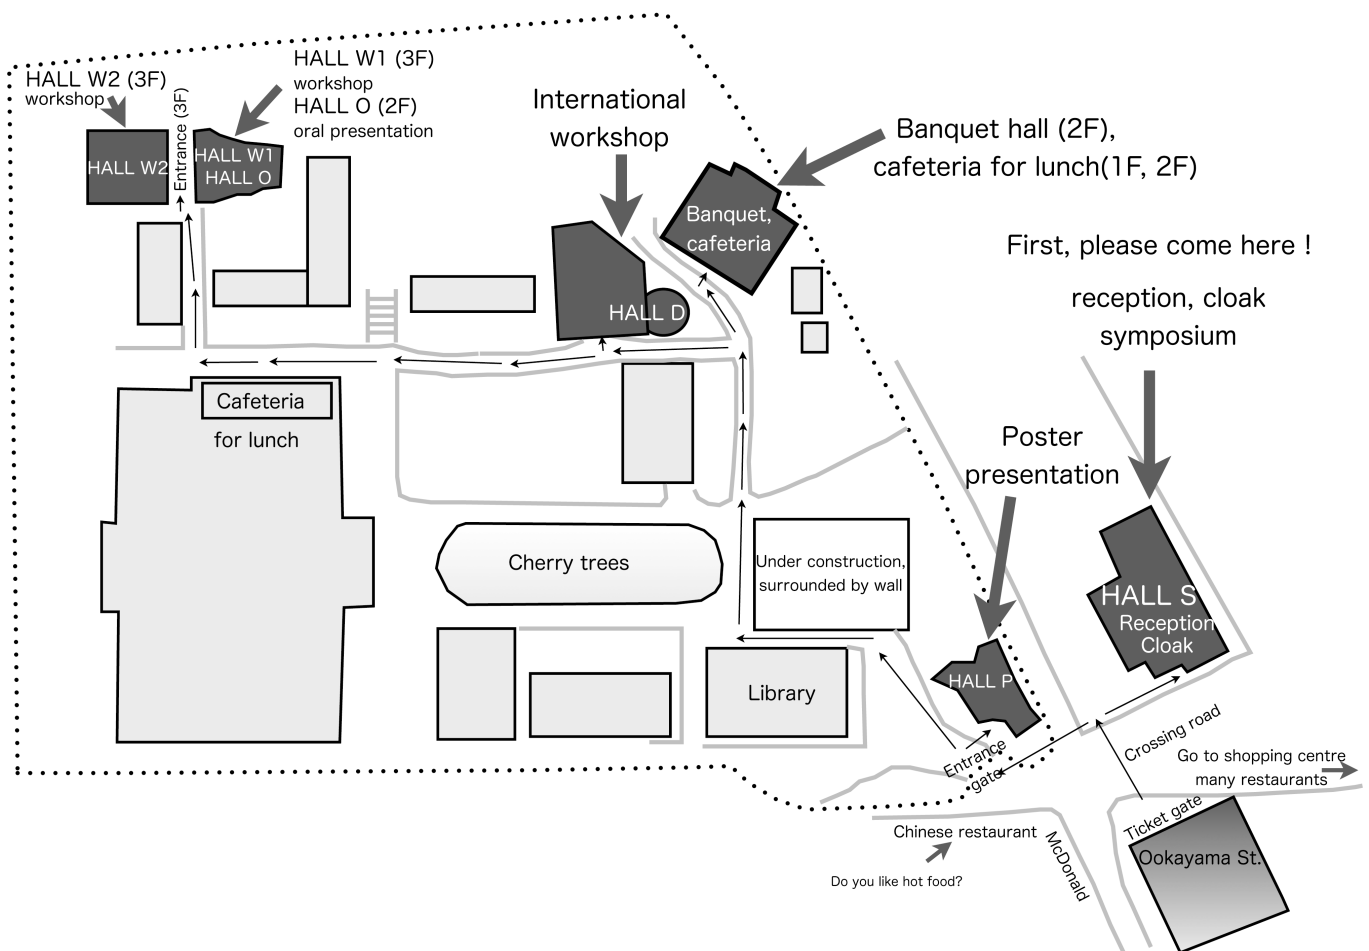 HALL W2 (3F)
workshop
HALL W1 (3F)
workshop
HALL O (2F)
oral presentation
Entrance (3F)
HALL W2
HALL W1
HALL O
International
workshop
Banquet hall (2F),
cafeteria for lunch(1F, 2F)
Banquet,
cafeteria
First, please come here !
reception, cloak
symposium
HALL D
Cafeteria
for lunch
Poster
presentation
Cherry trees
Under construction,
surrounded by wall
HALL S
Reception
Cloak
HALL P
Library
Entrance
gate
Crossing road
Go to shopping centre
many restaurants
Ticket gate
Ookayama St.
Chinese restaurant
McDonald
Do you like hot food?